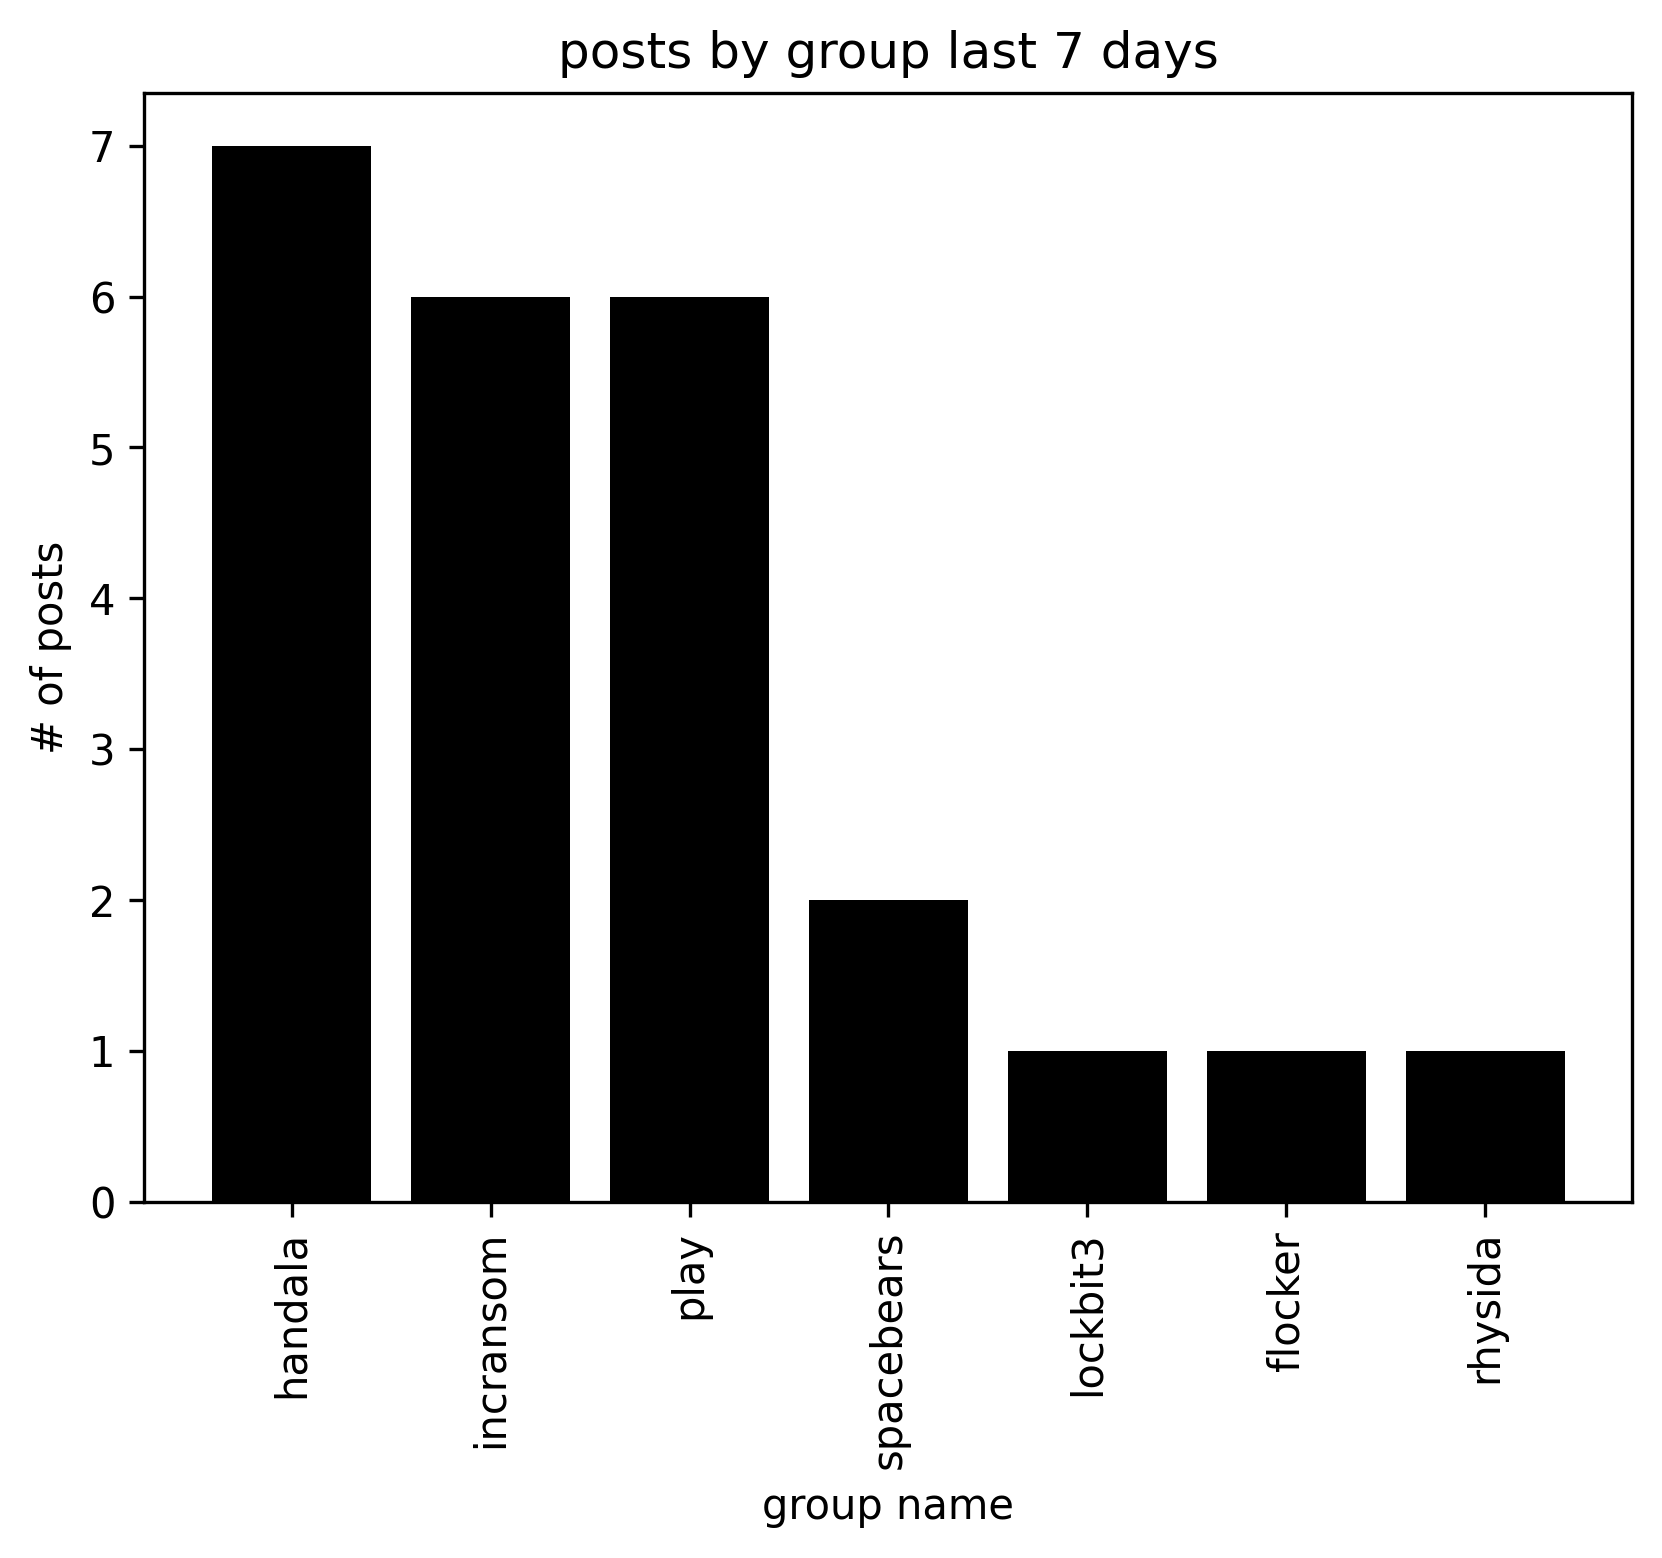 posts by group last 7 days
# of posts
7
6
5
4
3
2
1
0
handala
incransom
play
spacebears
lockbit3
flocker
rhysida
group name